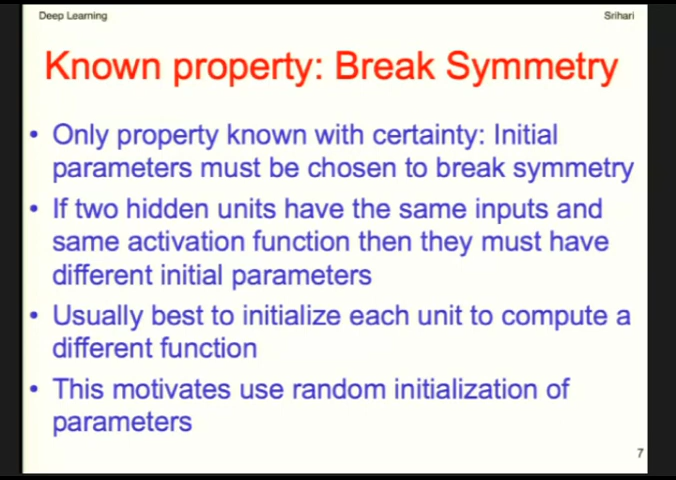 Deep Learning
Srihari
Known property: Break Symmetry
• Only property known with certainty: Initial
parameters must be chosen to break symmetry
• If two hidden units have the same inputs and
same activation function then they must have
different initial parameters
• Usually best to initialize each unit to compute a
different function
• This motivates use random initialization of
parameters
7